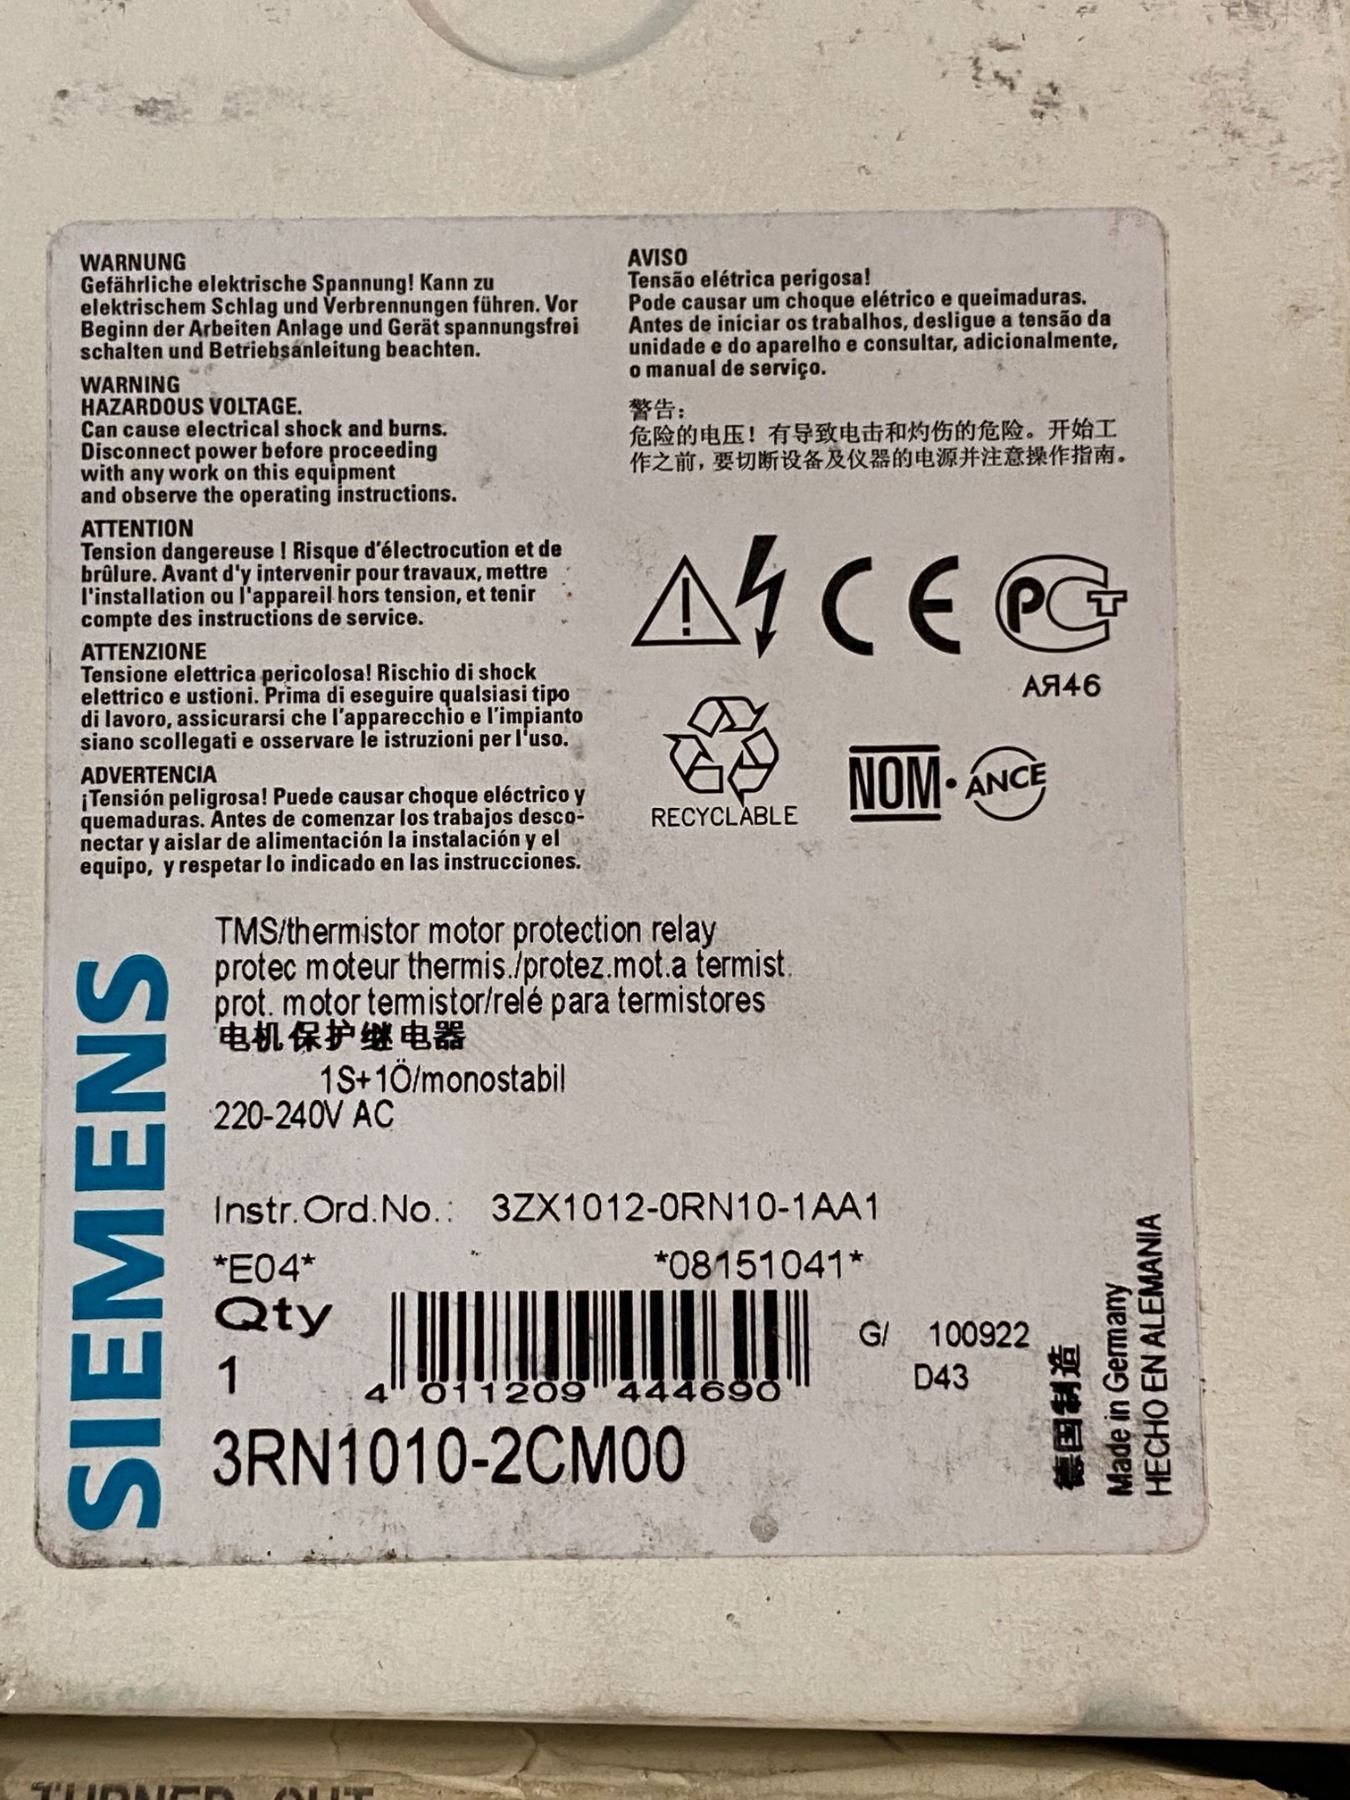 WARNUNG
Gefährliche elektrische Spannung! Kann zu
elektrischem Schlag und Verbrennungen führen. Vor
Beginn der Arbeiten Anlage und Gerät spannungsfrei
schalten und Betriebsanleitung beachten.
WARNING
HAZARDOUS VOLTAGE.
Can cause electrical shock and burns.
Disconnect power before proceeding
with any work on this equipment
and observe the operating instructions.
ATTENTION
Tension dangereuse ! Risque d'électrocution et de
brûlure. Avant d'y intervenir pour travaux, mettre
l'installation ou l'appareil hors tension, et tenir
compte des instructions de service.
ATTENZIONE
Tensione elettrica pericolosa! Rischio di shock
elettrico e ustioni. Prima di eseguire qualsiasi tipo
di lavoro, assicurarsi che l'apparecchio e l'impianto
siano scollegati e osservare le istruzioni per l'uso.
ADVERTENCIA
¡Tensión peligrosa! Puede causar choque eléctrico y
quemaduras. Antes de comenzar los trabajos desco-
nectar y aislar de alimentación la instalación y el
equipo, y respetar lo indicado en las instrucciones.
AVISO
Tensão elétrica perigosa!
Pode causar um choque elétrico e queimaduras.
Antes de iniciar os trabalhos, desligue a tensão da
unidade e do aparelho e consultar, adicionalmente,
o manual de serviço.
警告：
危险的电压！有导致电击和灼伤的危险。开始工
作之前，要切断设备及仪器的电源并注意操作指南。
CE
РСТ
АЯ46
RECYCLABLE
NOM·ANCE
SIEMENS
TMS/thermistor motor protection relay
protec moteur thermis./protez.mot.a termist.
prot. motor termistor/relé para termistores
电机保护继电器
1S+1Ö/monostabil
220-240V AC
Instr.Ord.No.: 3ZX1012-0RN10-1AA1
*E04* *08151041*
Qty
1
4 011209 444690
G/ 100922
D43
3RN1010-2CM00
德国制造
Made in Germany
HECHO EN ALEMANIA
TURNED OUT